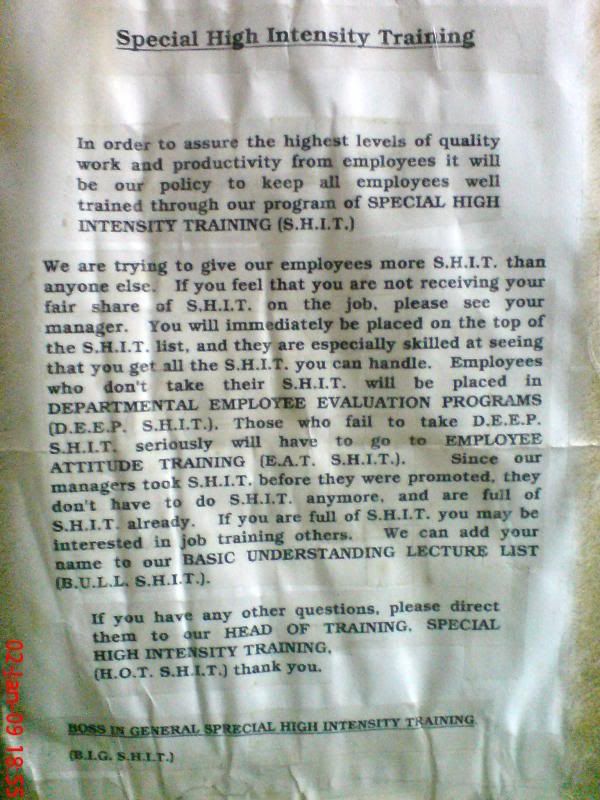 Special High Intensity Training
In order to assure the highest levels of quality
work and productivity from employees it will
be our policy to keep all employees well
trained through our program of SPECIAL HIGH
INTENSITY TRAINING (S.H.I.T.)
We are trying to give our employees more S.H.I.T. than
anyone else. If you feel that you are not receiving your
fair share of S.H.I.T. on the job, please see your
manager. You will immediately be placed on the top of
the S.H.I.T. list, and they are especially skilled at seeing
that you get all the S.H.I.T. you can handle. Employees
who don't take their S.H.I.T. will be placed in
DEPARTMENTAL EMPLOYEE EVALUATION PROGRAMS
(D.E.E.P. S.H.I.T.). Those who fail to take D.E.E.P.
S.H.I.T. seriously will have to go to EMPLOYEE
ATTITUDE TRAINING (E.A.T. S.H.I.T.). Since our
managers took S.H.I.T. before they were promoted, they
don't have to do S.H.I.T. anymore, and are full of
S.H.I.T. already. If you are full of S.H.I.T. you may be
interested in job training others. We can add your
name to our BASIC UNDERSTANDING LECTURE LIST
(B.U.L.L. S.H.I.T.).
If you have any other questions, please direct
them to our HEAD OF TRAINING, SPECIAL
HIGH INTENSITY TRAINING,
(H.O.T. S.H.I.T.) thank you.
BOSS IN GENERAL SPRECIAL HIGH INTENSITY TRAINING
(B.I.G. S.H.I.T.)
02-Jan-09 18:55